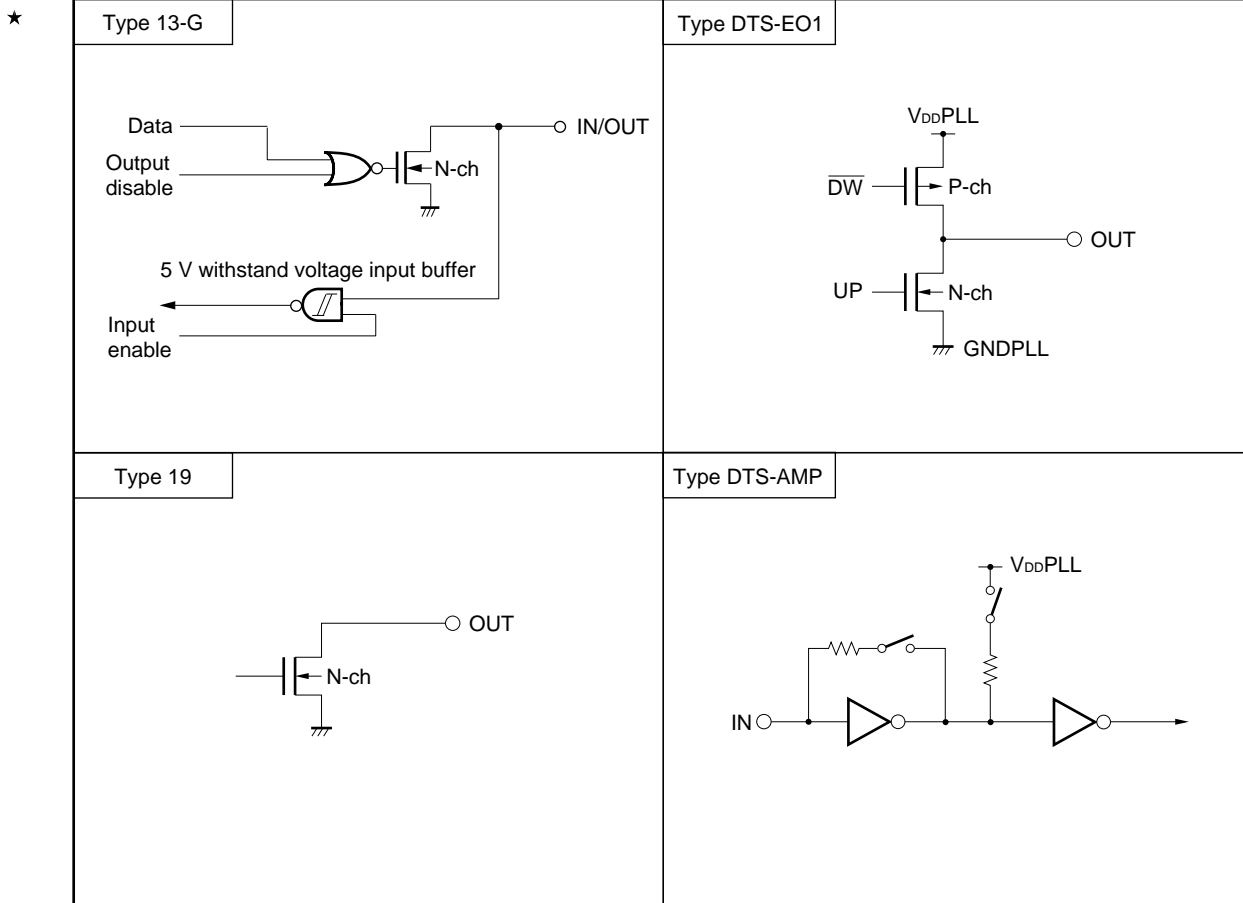 ★
Type 13-G
Data
Output
disable
N-ch
IN/OUT
5 V withstand voltage input buffer
Input
enable
Type DTS-EO1
VDDPLL
D̅W̅
P-ch
OUT
UP
N-ch
GNDPLL
Type 19
OUT
N-ch
Type DTS-AMP
VDDPLL
IN